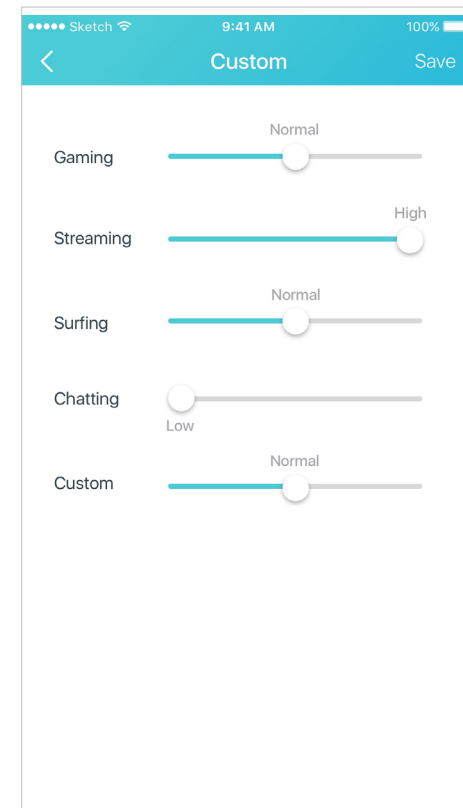 Sketch 9:41 AM 100%
Custom Save
Normal
Gaming
High
Streaming
Normal
Surfing
Chatting
Low
Normal
Custom